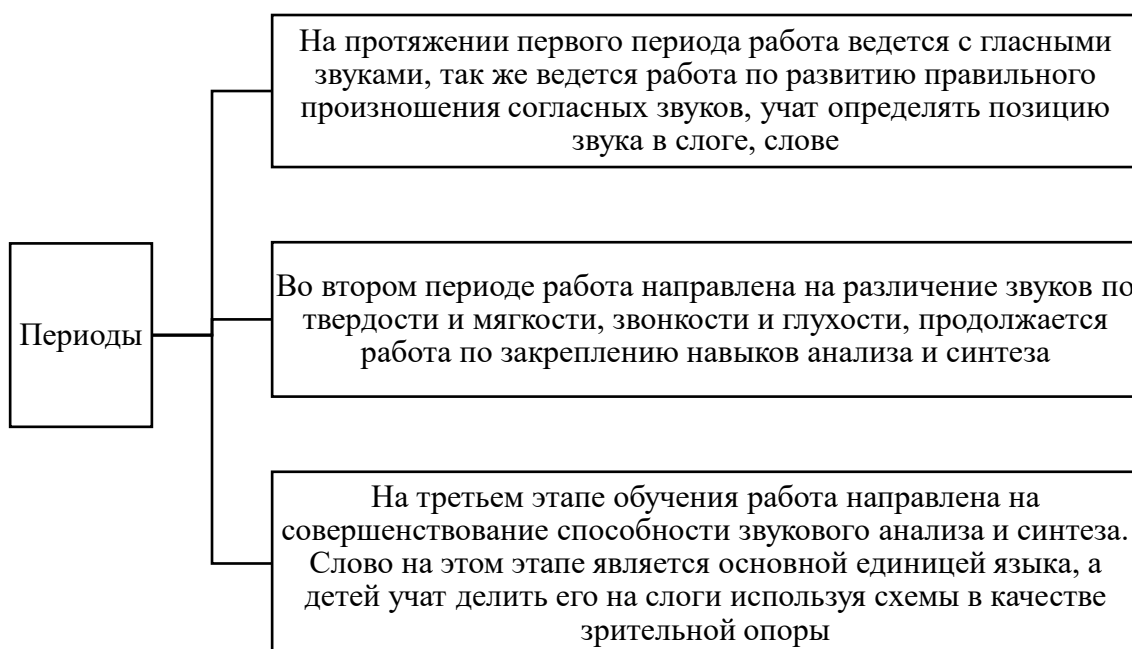 На протяжении первого периода работа ведется с гласными
звуками, так же ведется работа по развитию правильного
произношения согласных звуков, учат определять позицию
звука в слоге, слове
Периоды
Во втором периоде работа направлена на различение звуков по
твердости и мягкости, звонкости и глухости, продолжается
работа по закреплению навыков анализа и синтеза
На третьем этапе обучения работа направлена на
совершенствование способности звукового анализа и синтеза.
Слово на этом этапе является основной единицей языка, а
детей учат делить его на слоги используя схемы в качестве
зрительной опоры